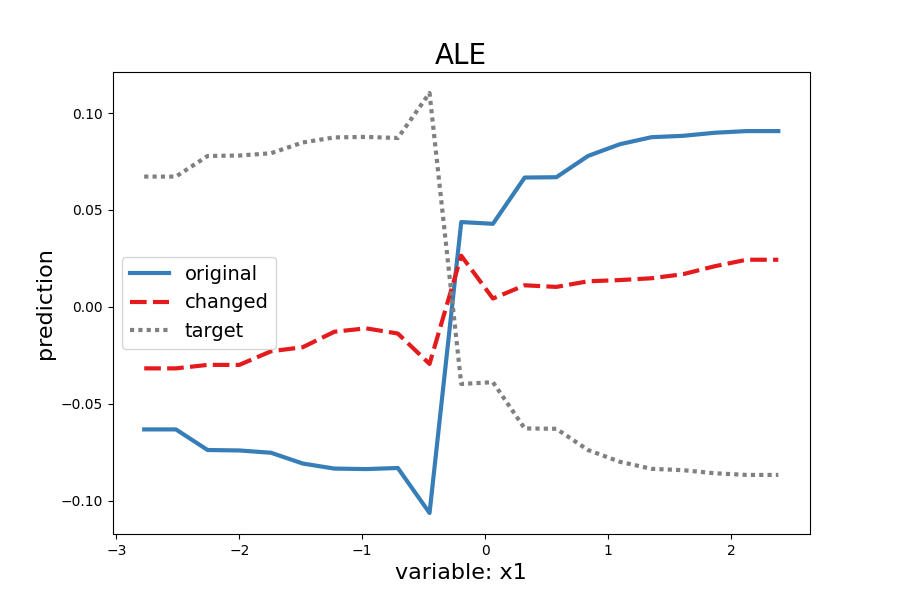 ALE
prediction
0.10
0.05
0.00
−0.05
−0.10
original
changed
target
−3
−2
−1
0
1
2
variable: x1